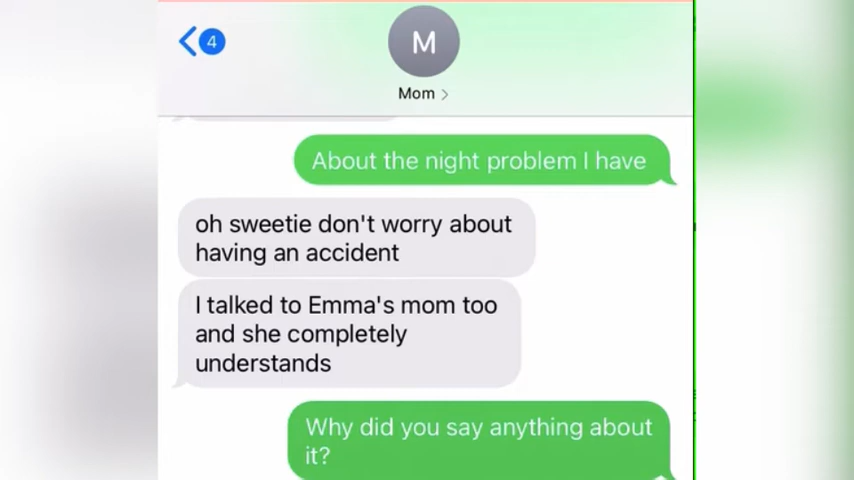 4
M
Mom
About the night problem I have
oh sweetie don't worry about
having an accident
I talked to Emma's mom too
and she completely
understands
Why did you say anything about
it?